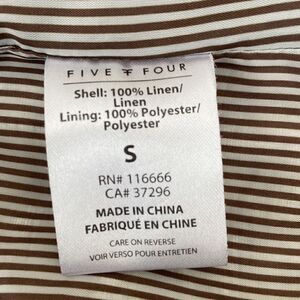 FIVE FOUR
Shell: 100% Linen/
Linen
Lining: 100% Polyester/
Polyester
S
RN# 116666
CA# 37296
MADE IN CHINA
FABRIQUÉ EN CHINE
CARE ON REVERSE
VOIR VERSO POUR ENTRETIEN